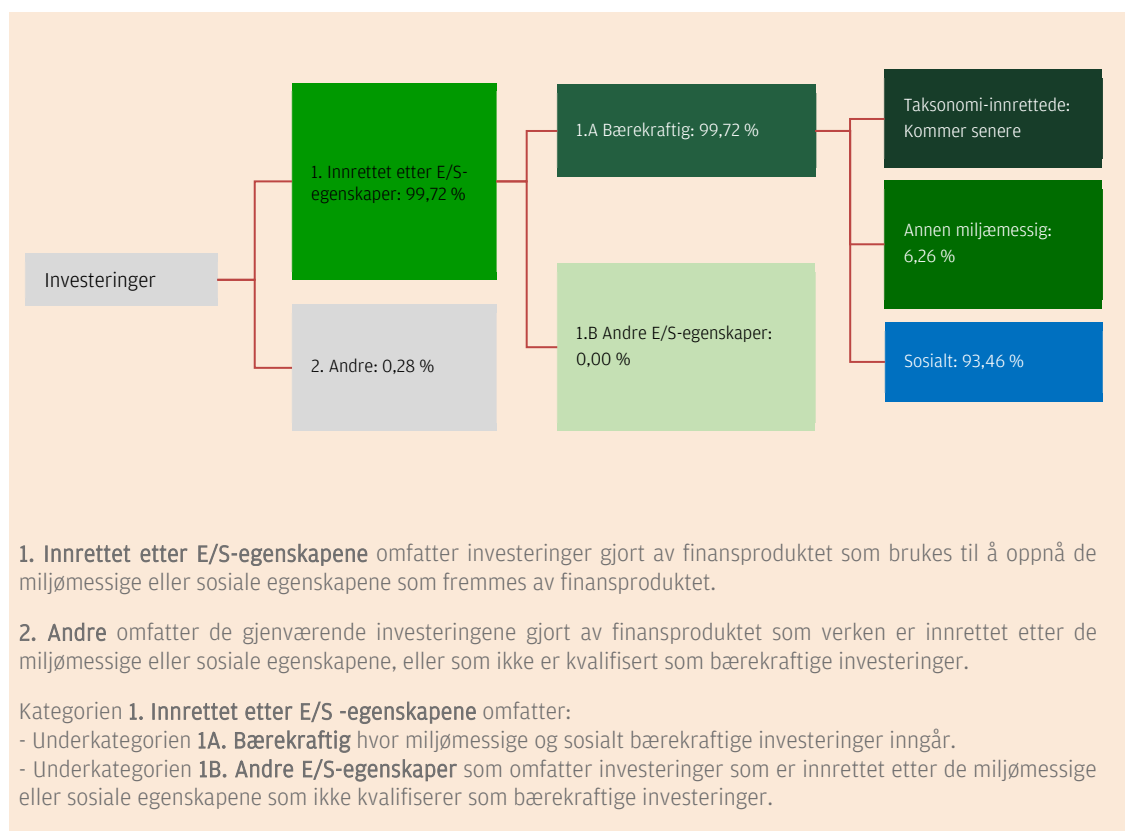 Investeringer
1. Innrettet etter E/S-
egenskaper: 99,72 %
2. Andre: 0,28 %
1.A Bærekraftig: 99,72 %
1.B Andre E/S-egenskaper:
0,00 %
Taksonomi-innrettede:
Kommer senere
Annen miljæmessig:
6,26 %
Sosialt: 93,46 %
1. Innrettet etter E/S-egenskapene omfatter investeringer gjort av finansproduktet som brukes til å oppnå de
miljømessige eller sosiale egenskapene som fremmes av finansproduktet.
2. Andre omfatter de gjenværende investeringene gjort av finansproduktet som verken er innrettet etter de
miljømessige eller sosiale egenskapene, eller som ikke er kvalifisert som bærekraftige investeringer.
Kategorien 1. Innrettet etter E/S -egenskapene omfatter:
- Underkategorien 1A. Bærekraftig hvor miljømessige og sosialt bærekraftige investeringer inngår.
- Underkategorien 1B. Andre E/S-egenskaper som omfatter investeringer som er innrettet etter de miljømessige
eller sosiale egenskapene som ikke kvalifiserer som bærekraftige investeringer.